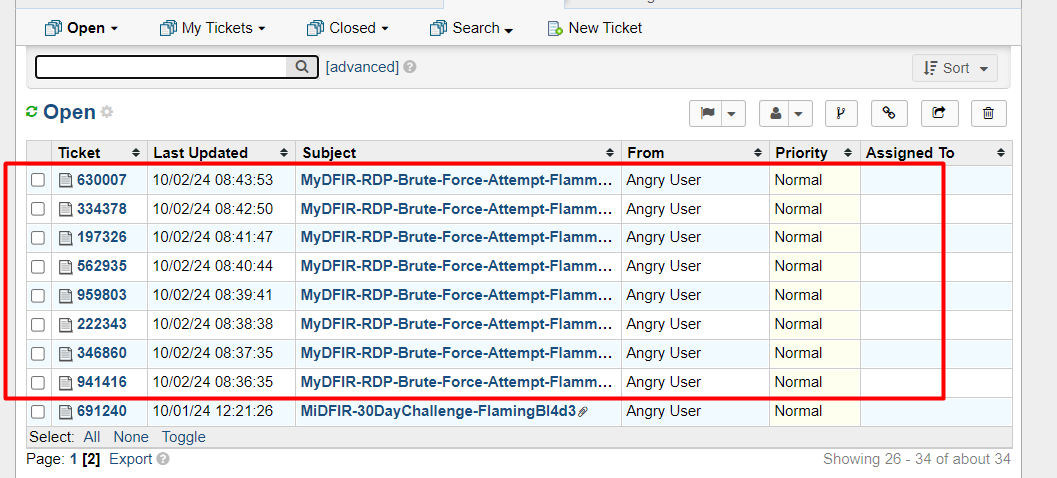 Open My Tickets Closed Search New Ticket
[advanced] Sort
Open
Ticket Last Updated Subject From Priority Assigned To
630007 10/02/24 08:43:53 MyDFIR-RDP-Brute-Force-Attempt-Flamm... Angry User Normal
334378 10/02/24 08:42:50 MyDFIR-RDP-Brute-Force-Attempt-Flamm... Angry User Normal
197326 10/02/24 08:41:47 MyDFIR-RDP-Brute-Force-Attempt-Flamm... Angry User Normal
562935 10/02/24 08:40:44 MyDFIR-RDP-Brute-Force-Attempt-Flamm... Angry User Normal
959803 10/02/24 08:39:41 MyDFIR-RDP-Brute-Force-Attempt-Flamm... Angry User Normal
222343 10/02/24 08:38:38 MyDFIR-RDP-Brute-Force-Attempt-Flamm... Angry User Normal
346860 10/02/24 08:37:35 MyDFIR-RDP-Brute-Force-Attempt-Flamm... Angry User Normal
941416 10/02/24 08:36:35 MyDFIR-RDP-Brute-Force-Attempt-Flamm... Angry User Normal
691240 10/01/24 12:21:26 MiDFIR-30DayChallenge-FlamingBl4d3 Angry User Normal
Select: All None Toggle
Page: 1 [2] Export Showing 26 - 34 of about 34